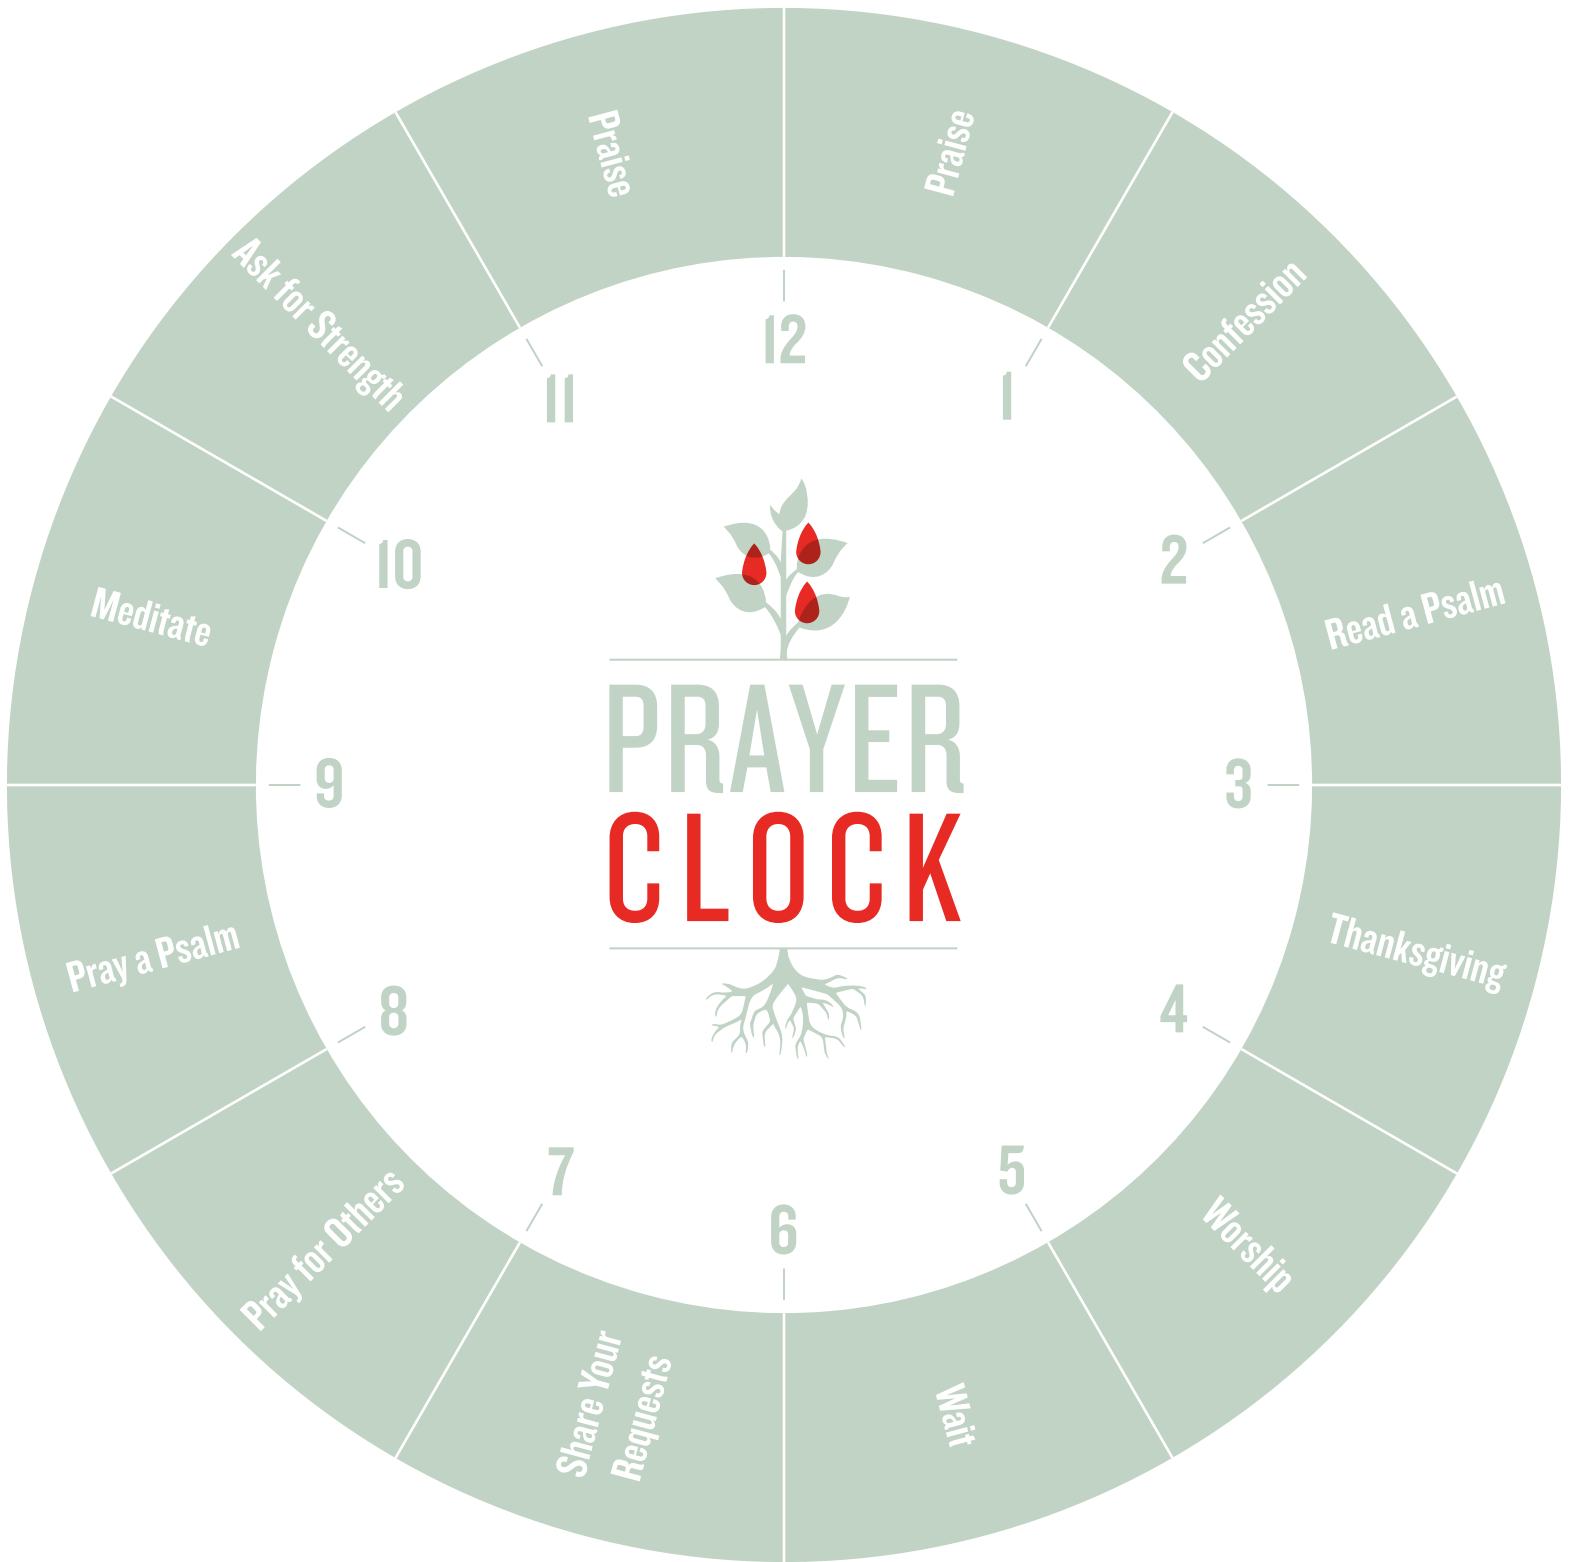 Praise
Confession
Read a Psalm
Thanksgiving
Worship
Wait
Share Your
Requests
Pray for Others
Pray a Psalm
Meditate
Ask for Strength
Praise
12
1
2
3
4
5
6
7
8
9
10
11
PRAYER
CLOCK